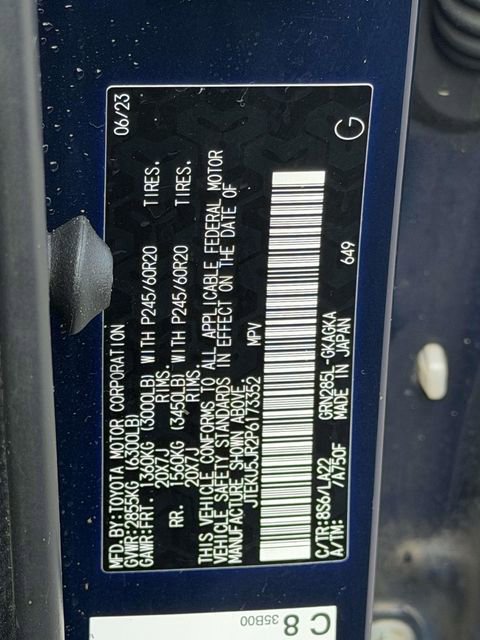 MFD.BY:TOYOTA MOTOR CORPORATION 06/23
GVWR:2855KG (6300LB)
GAWR:FRT. 1360KG (3000LB) WITH P245/60R20 TIRES.
20X7J RIMS.
RR. 1560KG (3450LB) WITH P245/60R20 TIRES.
20X7J RIMS.
THIS VEHICLE CONFORMS TO ALL APPLICABLE FEDERAL MOTOR
VEHICLE SAFETY STANDARDS IN EFFECT ON THE DATE OF
MANUFACTURE SHOWN ABOVE.
JTEKU5JR2P6173352 MPV
C/TR:8S6/LA22 GRN285L-GKAGKA
A/TM: /A750F MADE IN JAPAN
649
G
C8
35B00